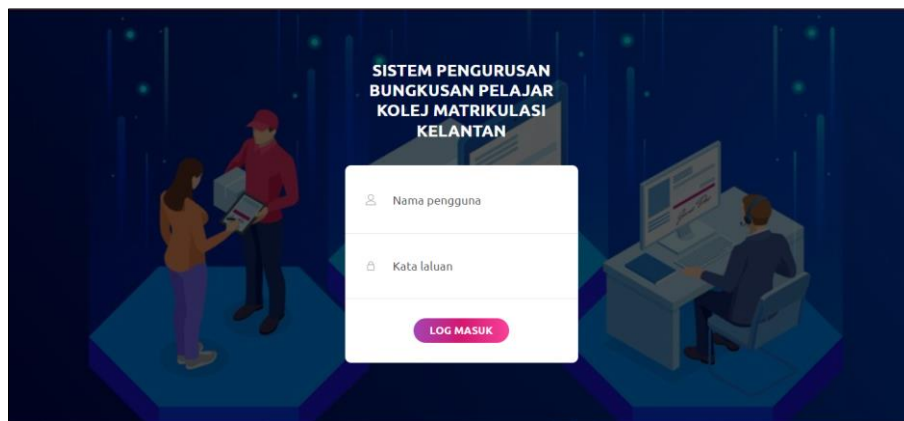 SISTEM PENGURUSAN
BUNGKUSAN PELAJAR
KOLEJ MATRIKULASI
KELANTAN
Nama pengguna
Kata laluan
LOG MASUK